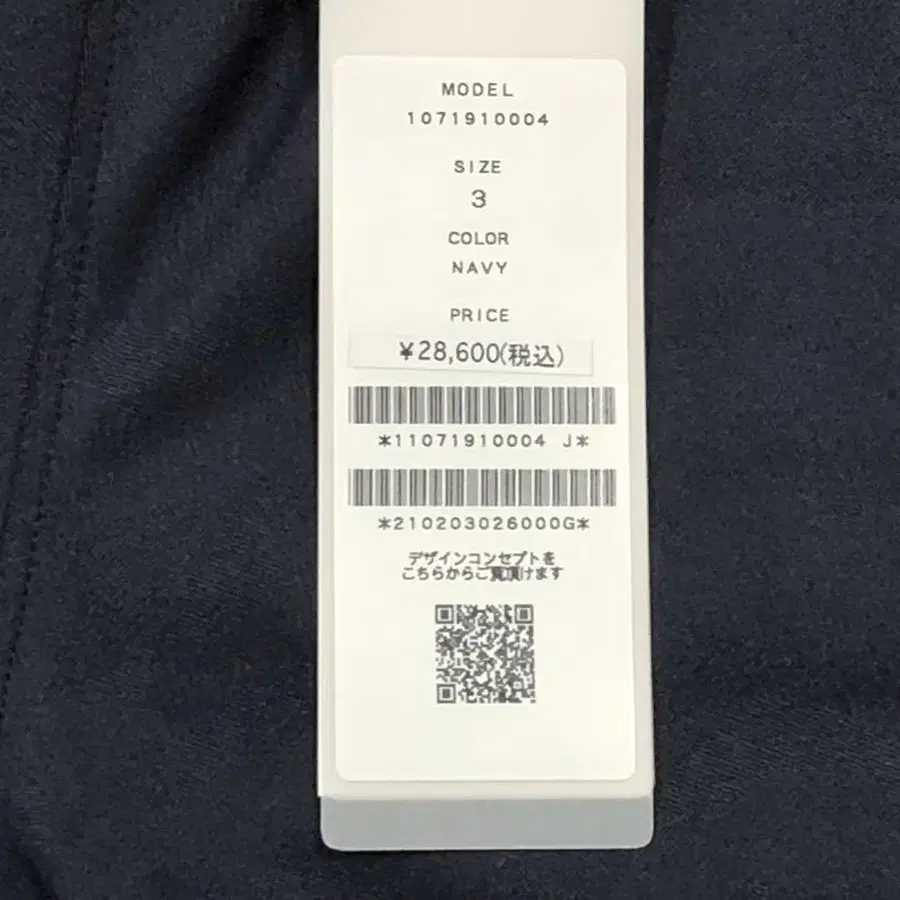 MODEL
1071910004
SIZE
3
COLOR
NAVY
PRICE
¥28,600(税込)
*11071910004 J*
*210203026000G*
デザインコンセプトを
こちらからご覧頂けます